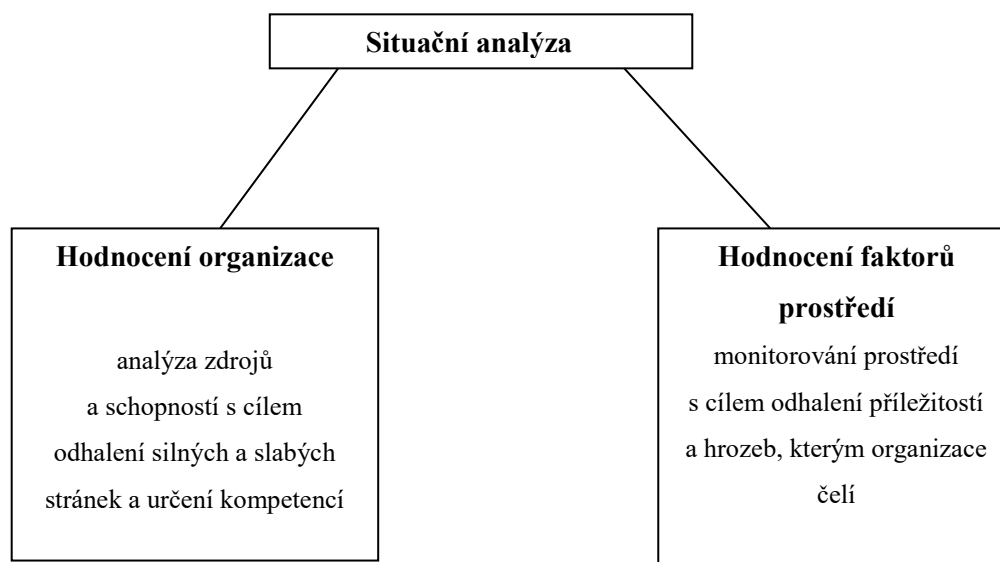 Situační analýza
Hodnocení organizace
analýza zdrojů
a schopností s cílem
odhalení silných a slabých
stránek a určení kompetencí
Hodnocení faktorů
prostředí
monitorování prostředí
s cílem odhalení příležitostí
a hrozeb, kterým organizace
čelí